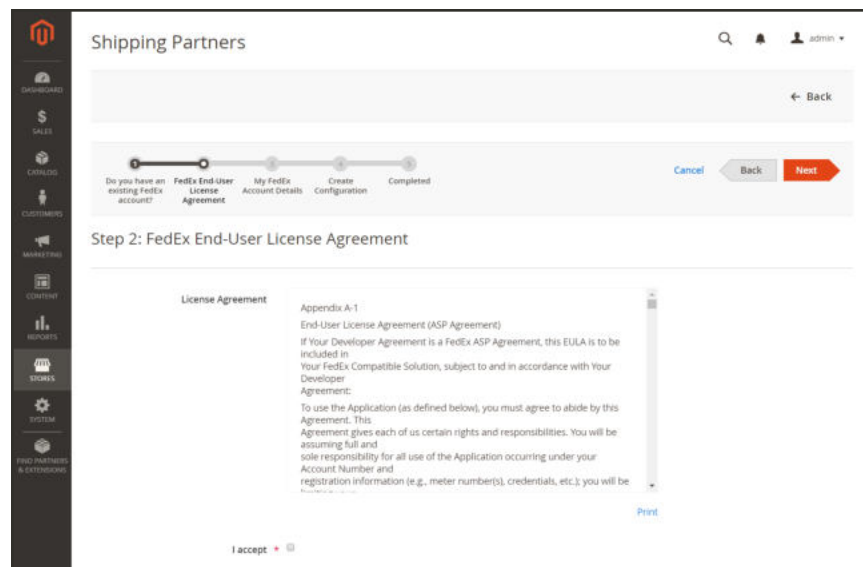 Shipping Partners
admin
← Back
DASHBOARD
$
SALES
CATALOG
CUSTOMERS
MARKETING
CONTENT
REPORTS
STORES
SYSTEM
FIND PARTNERS
& EXTENSIONS
1
2
3
4
5
Do you have an
existing FedEx
account?
FedEx End-User
License
Agreement
My FedEx
Account Details
Create
Configuration
Completed
Cancel
Back
Next
Step 2: FedEx End-User License Agreement
License Agreement
Appendix A-1
End-User License Agreement (ASP Agreement)
If Your Developer Agreement is a FedEx ASP Agreement, this EULA is to be
included in
Your FedEx Compatible Solution, subject to and in accordance with Your
Developer
Agreement:
To use the Application (as defined below), you must agree to abide by this
Agreement. This
Agreement gives each of us certain rights and responsibilities. You will be
assuming full and
sole responsibility for all use of the Application occurring under your
Account Number and
registration information (e.g., meter number(s), credentials, etc.); you will be
Print
I accept *